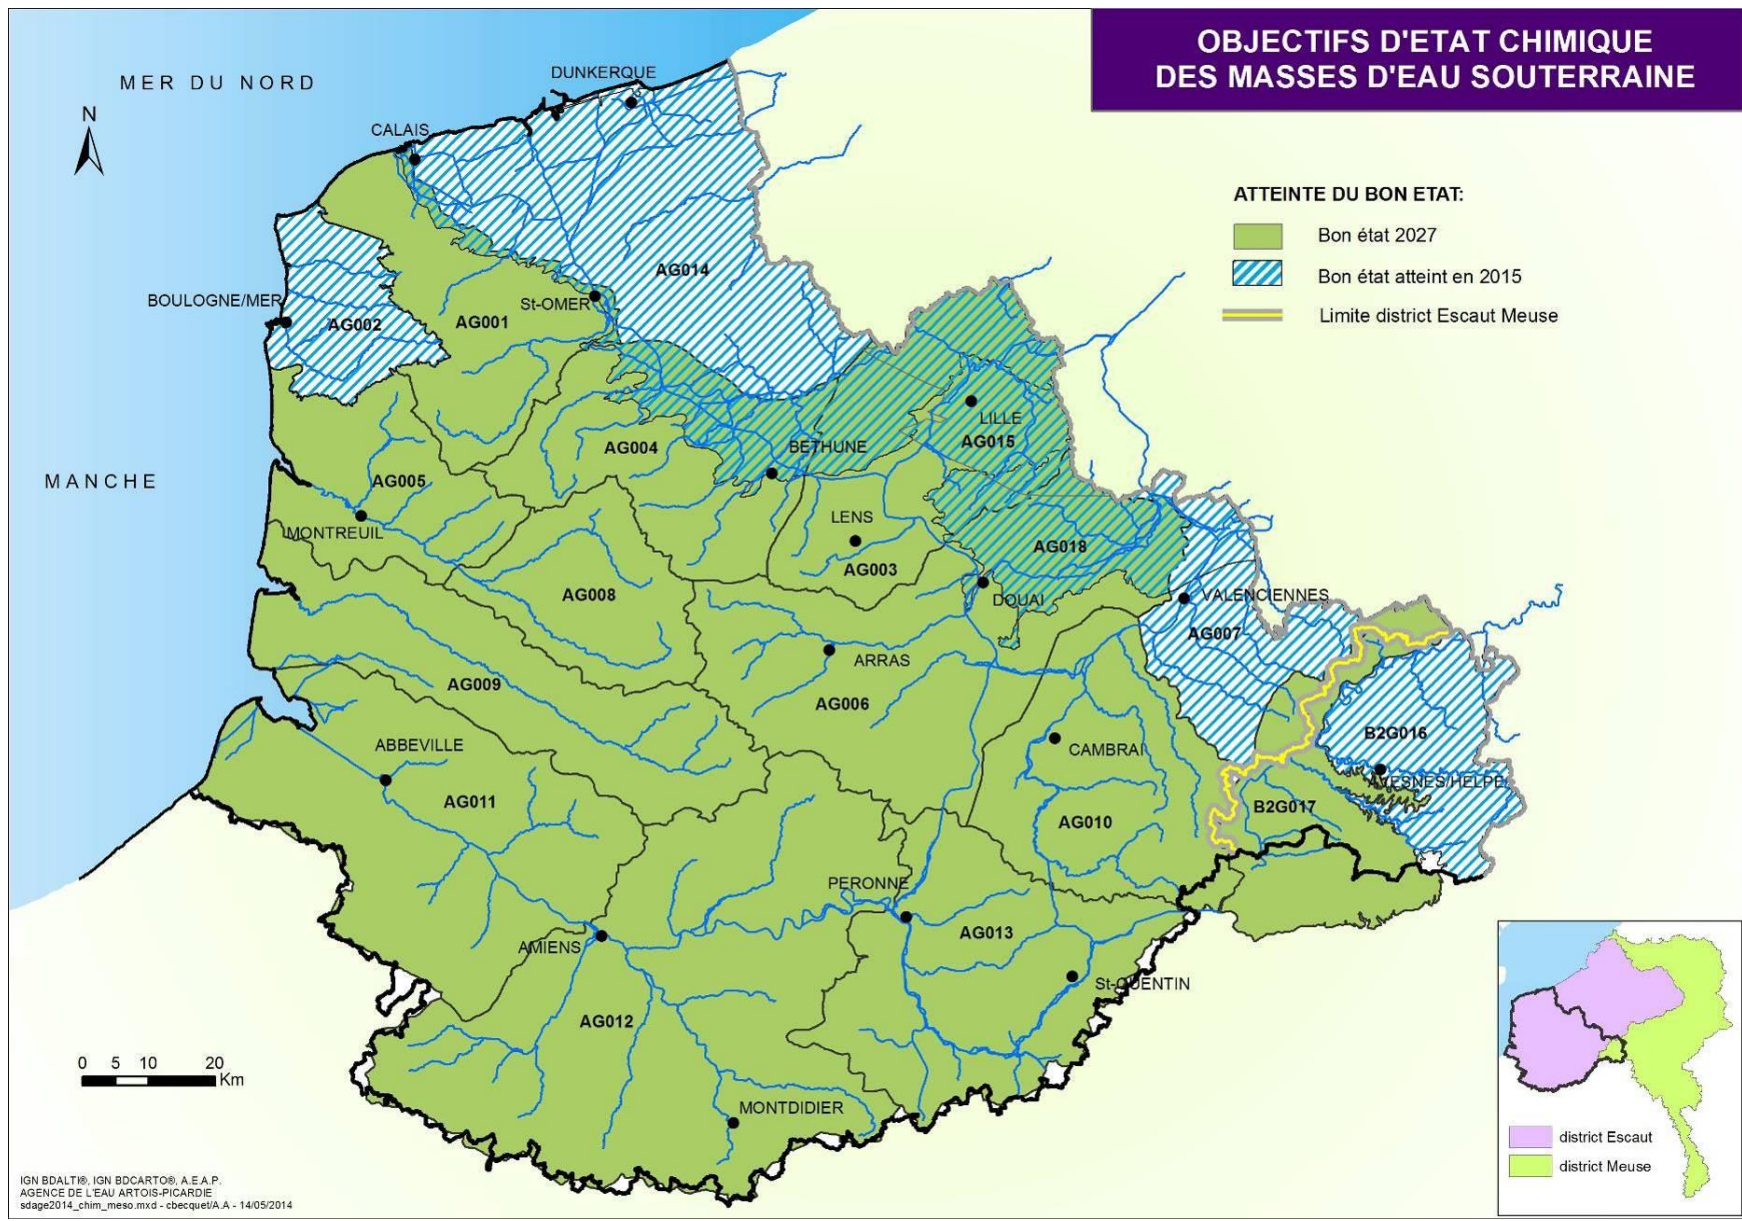 OBJECTIFS D'ETAT CHIMIQUE
DES MASSES D'EAU SOUTERRAINE
MER DU NORD
N
DUNKERQUE
CALAIS
ATTEINTE DU BON ETAT:
Bon état 2027
Bon état atteint en 2015
Limite district Escaut Meuse
AG014
BOULOGNE/MER
St-OMER
AG002
AG001
LILLE
AG015
BETHUNE
AG004
MANCHE
AG005
LENS
MONTREUIL
AG018
AG003
AG008
DOUAI
VALENCIENNES
AG007
ARRAS
AG009
AG006
B2G016
ABBEVILLE
CAMBRAI
AVESNES/HELPE
AG011
B2G017
AG010
PERONNE
AG013
AMIENS
St-QUENTIN
AG012
0 5 10 20
Km
MONTDIDIER
district Escaut
district Meuse
IGN BDALTI®, IGN BDCARTO®, A.E.A.P.
AGENCE DE L'EAU ARTOIS-PICARDIE
sdage2014_chim_meso.mxd - cbecquet/A.A - 14/05/2014